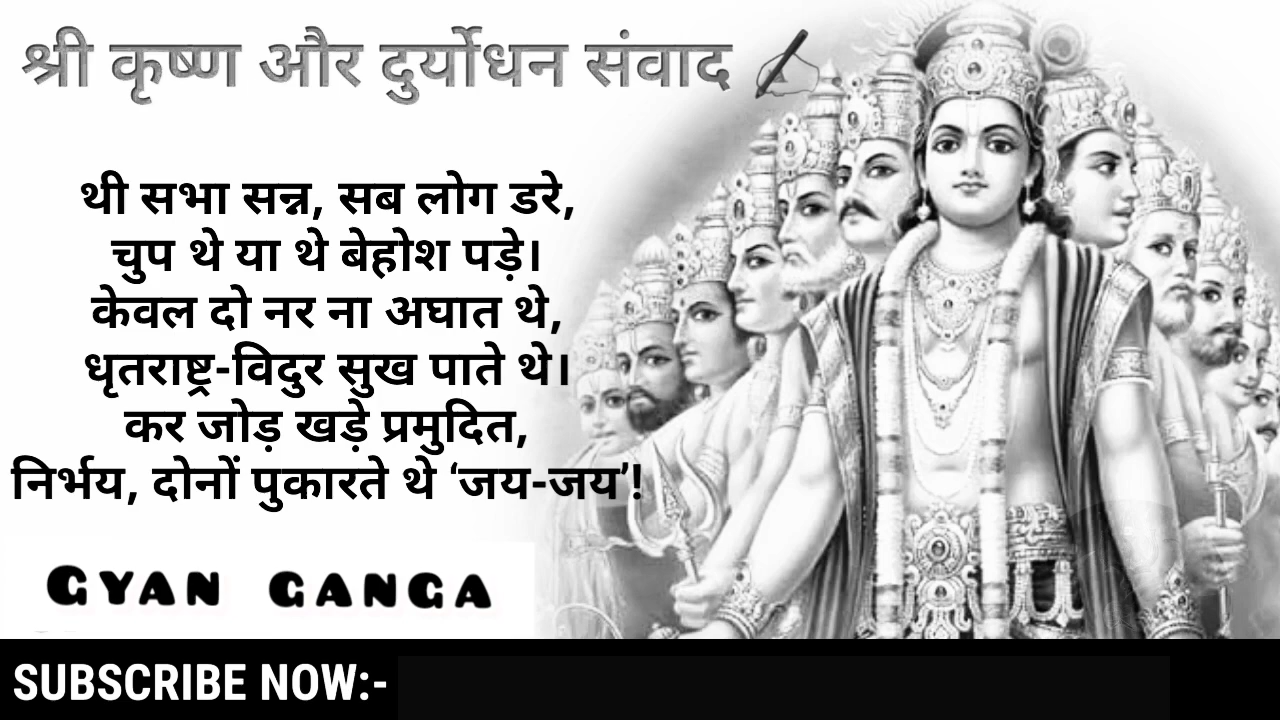 श्री कृष्ण और दुर्योधन संवाद
थी सभा सन्न, सब लोग डरे,
चुप थे या थे बेहोश पड़े।
केवल दो नर ना अघात थे,
धृतराष्ट्र-विदुर सुख पाते थे।
कर जोड़ खड़े प्रमुदित,
निर्भय, दोनों पुकारते थे ‘जय-जय’!
GYAN GANGA
SUBSCRIBE NOW:-